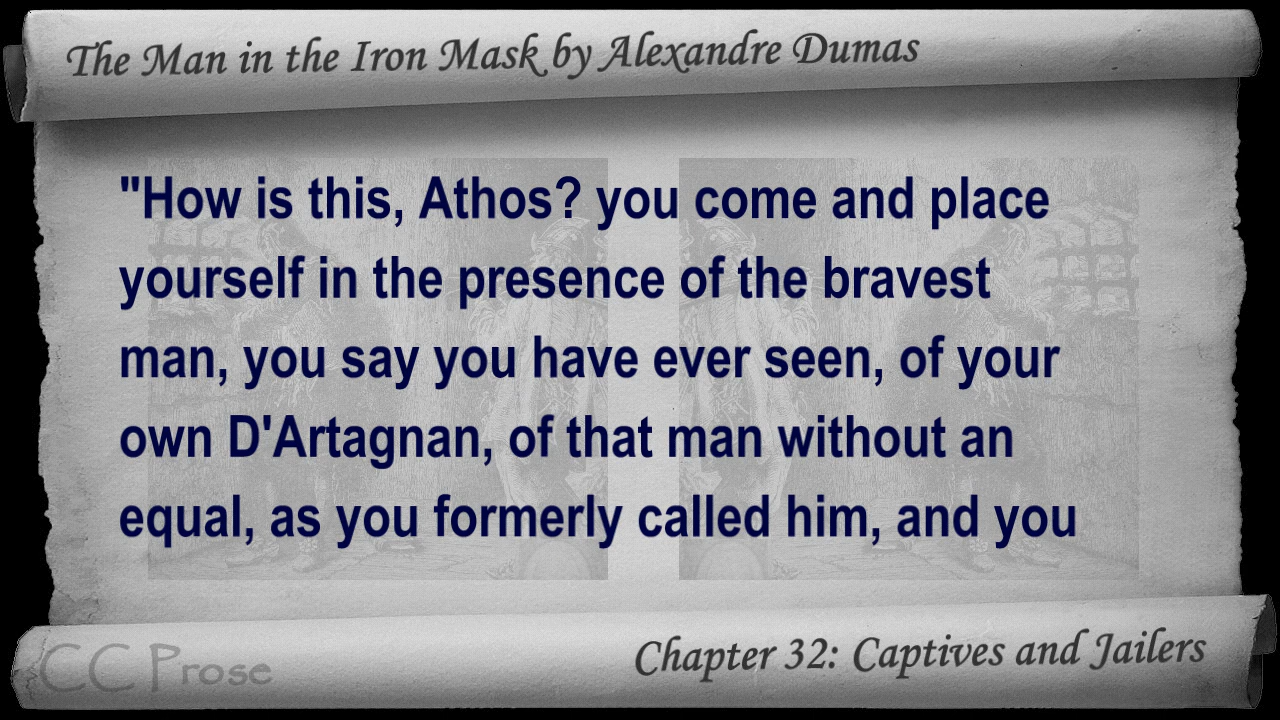 The Man in the Iron Mask by Alexandre Dumas
"How is this, Athos? you come and place
yourself in the presence of the bravest
man, you say you have ever seen, of your
own D'Artagnan, of that man without an
equal, as you formerly called him, and you
CC Prose
Chapter 32: Captives and Jailers